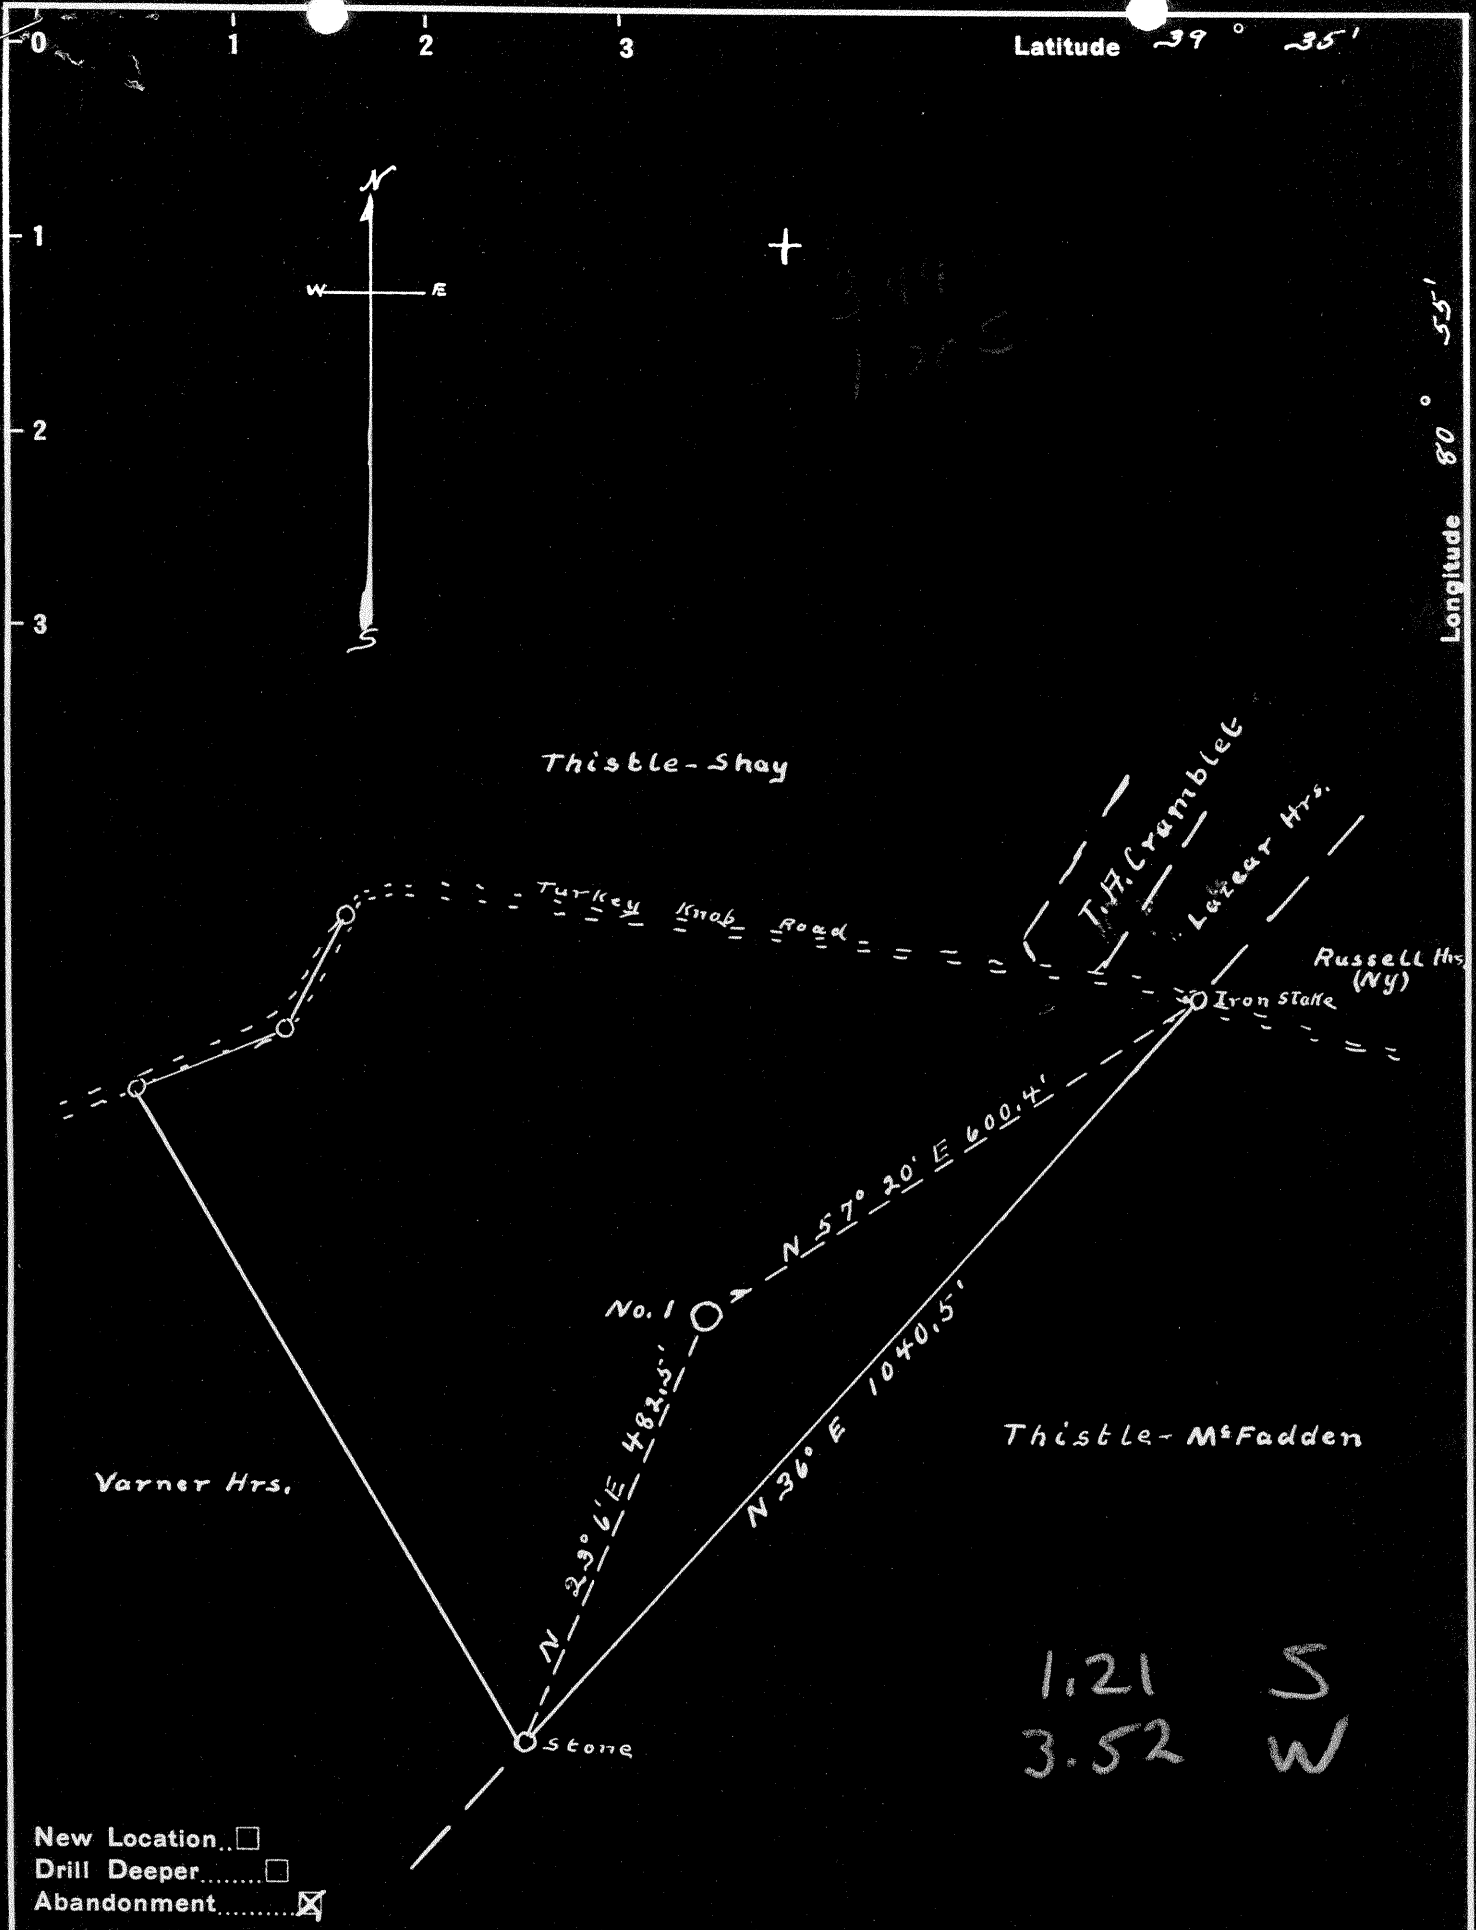 0 1 2 3
Latitude 39° 35'
1
2
3
N
W E
S
Longitude 80° 55'
Thistle-Shay
T.A. Cramblet
Lazear Hrs.
Turkey Knob Road
Russell Hrs.
(NY)
Iron Stake
N 57° 20' E 600.4'
No. 1
N 23° 6' E 482.5'
N 36° E 1040.5'
Thistle-McFadden
Varner Hrs.
Stone
1.21 S
3.52 W
New Location..☐
Drill Deeper.......☐
Abandonment..........☒